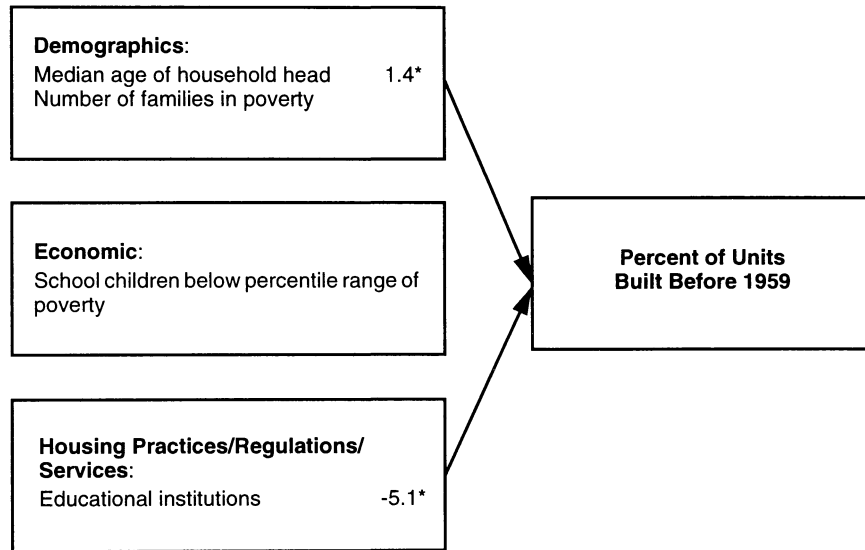 Demographics:
Median age of household head 1.4*
Number of families in poverty
Economic:
School children below percentile range of
poverty
Housing Practices/Regulations/
Services:
Educational institutions -5.1*
Percent of Units
Built Before 1959